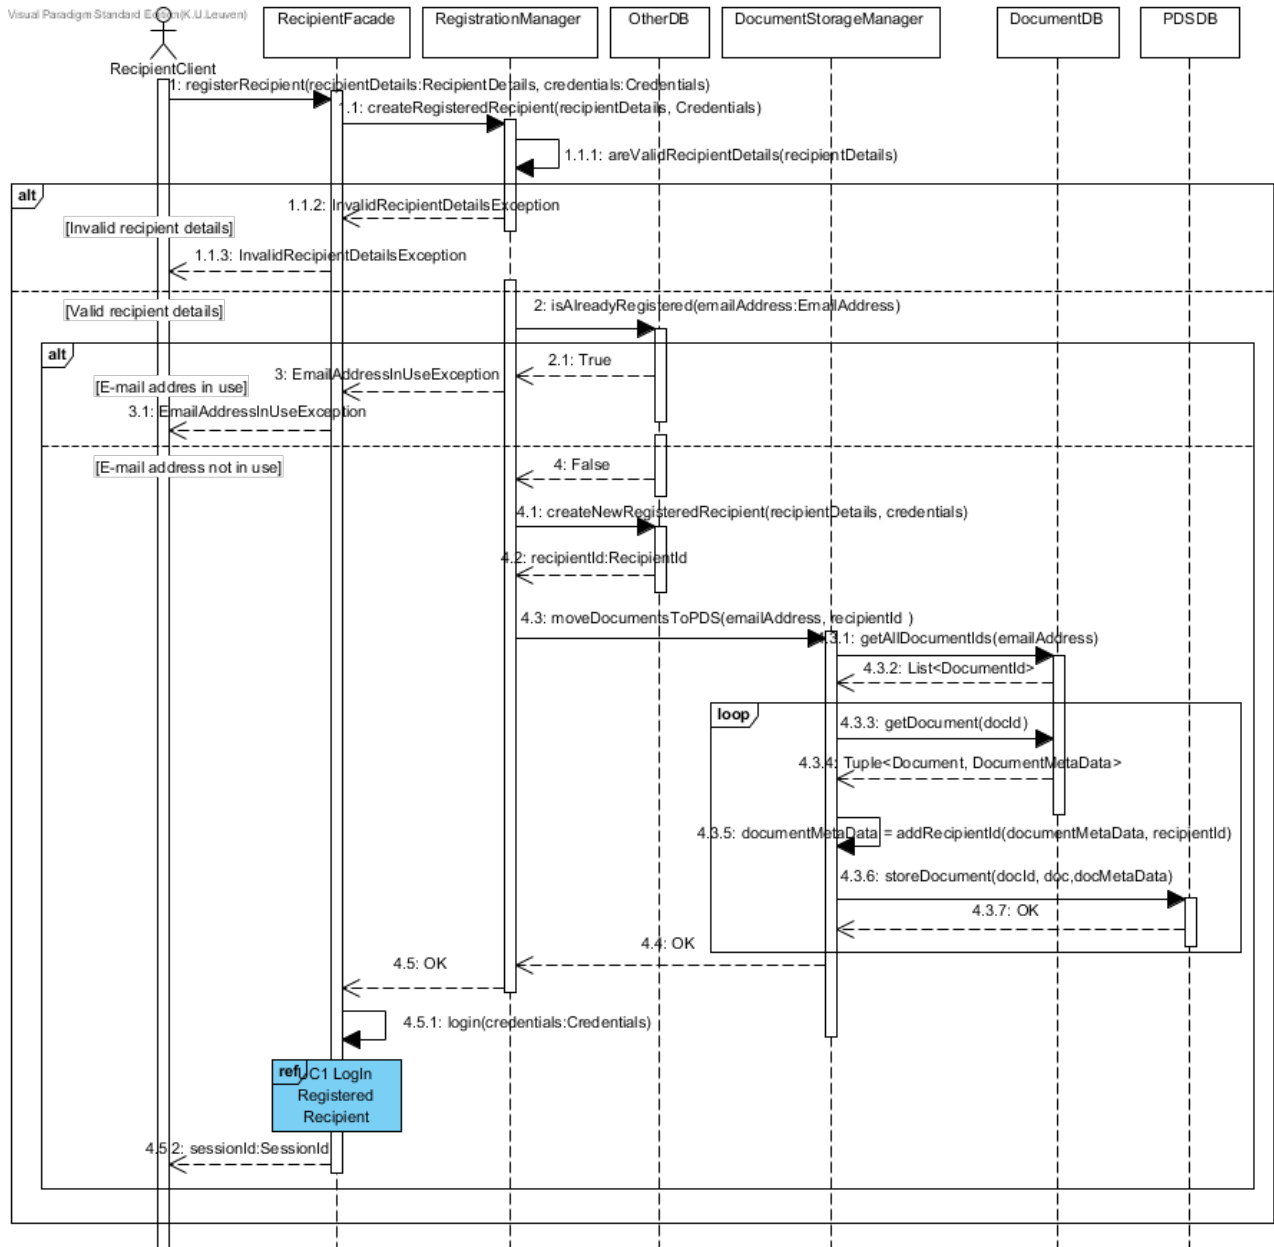 Visual Paradigm Standard Edition(K.U.Leuven)
RecipientFacade
RegistrationManager
OtherDB
DocumentStorageManager
DocumentDB
PDSDB
RecipientClient
1: registerRecipient(recipientDetails:RecipientDetails, credentials:Credentials)
1.1: createRegisteredRecipient(recipientDetails, Credentials)
1.1.1: areValidRecipientDetails(recipientDetails)
alt
1.1.2: InvalidRecipientDetailsException
[Invalid recipient details]
1.1.3: InvalidRecipientDetailsException
[Valid recipient details]
2: isAlreadyRegistered(emailAddress:EmailAddress)
alt
2.1: True
3: EmailAddressInUseException
[E-mail addres in use]
3.1: EmailAddressInUseException
[E-mail address not in use]
4: False
4.1: createNewRegisteredRecipient(recipientDetails, credentials)
4.2: recipientId:RecipientId
4.3: moveDocumentsToPDS(emailAddress, recipientId )
4.3.1: getAllDocumentIds(emailAddress)
4.3.2: List<DocumentId>
loop
4.3.3: getDocument(docId)
4.3.4: Tuple<Document, DocumentMetaData>
4.3.5: documentMetaData = addRecipientId(documentMetaData, recipientId)
4.3.6: storeDocument(docId, doc,docMetaData)
4.3.7: OK
4.4: OK
4.5: OK
4.5.1: login(credentials:Credentials)
ref
UC1 LogIn
Registered
Recipient
4.5.2: sessionId:SessionId